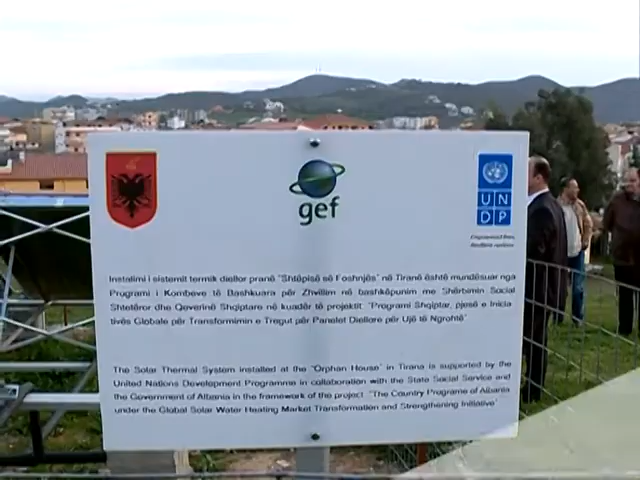 gef
UN
DP
Instalimi i sistemit termik diellor pranë "Shtëpisë së Foshnjës" në Tiranë është mundësuar nga
Programi i Kombeve të Bashkuara për Zhvillim në bashkëpunim me Shërbimin Social
Shtetëror dhe Qeverinë Shqiptare në kuadër të projektit "Programi Shqiptar, pjesë e Inicia
tivës Globale për Transformimin e Tregut për Panelet Diellore për Ujë të Ngrohtë"
The Solar Thermal System installed at the "Orphan House" in Tirana is supported by the
United Nations Development Programme in collaboration with the State Social Service and
the Government of Albania in the framework of the project "The Country Programe of Albania
under the Global Solar Water Heating Market Transformation and Strengthening Initiative"